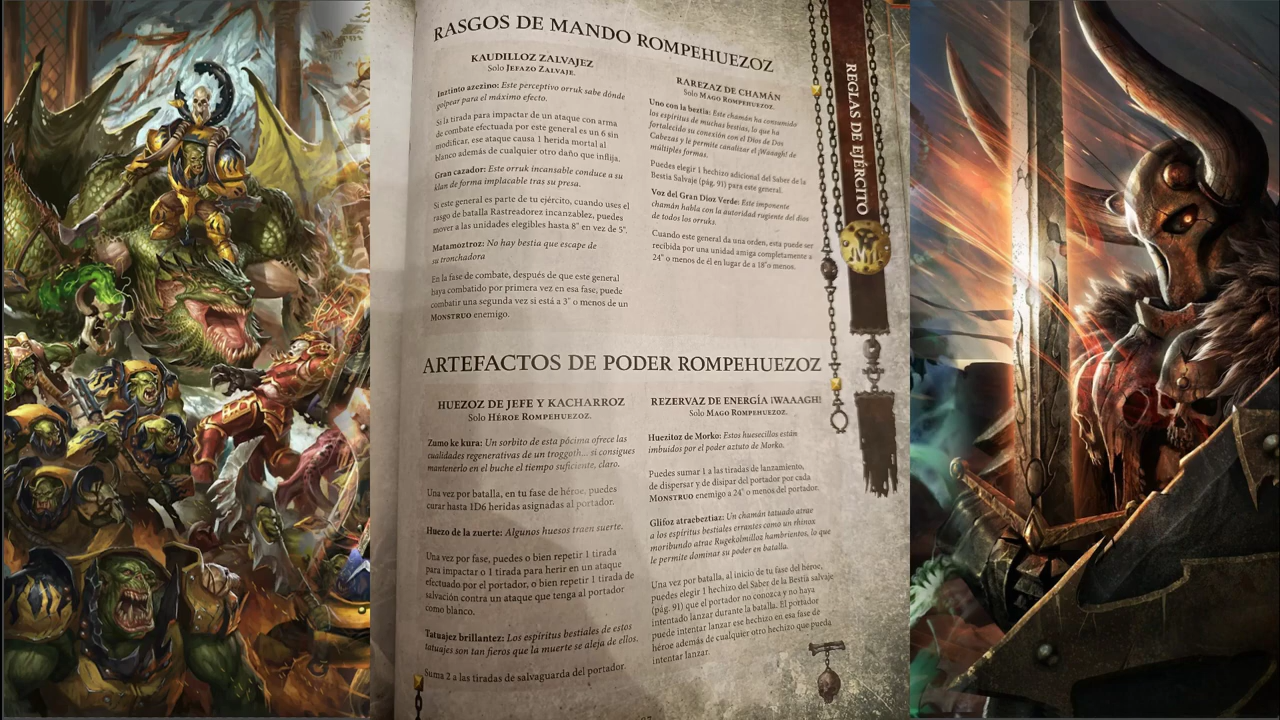 RASGOS DE MANDO ROMPEHUEZOZ
KAUDILLOZ ZALVAJEZ
Solo JEFAZO ZALVAJE.
Inztinto azezino: Este perceptivo orruk sabe dónde
golpear para el máximo efecto.
Si la tirada para impactar de un ataque con arma
de combate efectuada por este general es un 6 sin
modificar, ese ataque causa 1 herida mortal al
blanco además de cualquier otro daño que inflija.
Gran cazador: Este orruk incansable conduce a su
klan de forma implacable tras su presa.
Si este general es parte de tu ejército, cuando uses el
rasgo de batalla Rastreadorez incanzablez, puedes
mover a las unidades elegibles hasta 8" en vez de 5".
Matamoztroz: No hay bestia que escape de
su tronchadora
En la fase de combate, después de que este general
haya combatido por primera vez en esa fase, puede
combatir una segunda vez si está a 3" o menos de un
MONSTRUO enemigo.
RAREZAZ DE CHAMÁN
Solo MAGO ROMPEHUEZOZ.
Uno con la beztia: Este chamán ha consumido
los espíritus de muchas bestias, lo que ha
fortalecido su conexión con el Dios de Dos
Cabezas y le permite canalizar el ¡Waaagh! de
múltiples formas.
Puedes elegir 1 hechizo adicional del Saber de la
Bestia Salvaje (pág. 91) para este general.
Voz del Gran Dioz Verde: Este imponente
chamán habla con la autoridad rugiente del dios
de todos los orruks.
Cuando este general da una orden, esta puede ser
recibida por una unidad amiga completamente a
24" o menos de él en lugar de a 18"o menos.
REGLAS DE EJÉRCITO
ARTEFACTOS DE PODER ROMPEHUEZOZ
HUEZOZ DE JEFE Y KACHARROZ
Solo HÉROE ROMPEHUEZOZ.
Zumo ke kura: Un sorbito de esta pócima ofrece las
cualidades regenerativas de un troggoth... si consigues
mantenerlo en el buche el tiempo suficiente, claro.
Una vez por batalla, en tu fase de héroe, puedes
curar hasta 1D6 heridas asignadas al portador.
Huezo de la zuerte: Algunos huesos traen suerte.
Una vez por fase, puedes o bien repetir 1 tirada
para impactar o 1 tirada para herir en un ataque
efectuado por el portador, o bien repetir 1 tirada de
salvación contra un ataque que tenga al portador
como blanco.
Tatuajez brillantez: Los espíritus bestiales de estos
tatuajes son tan fieros que la muerte se aleja de ellos.
Suma 2 a las tiradas de salvaguarda del portador.
REZERVAZ DE ENERGÍA ¡WAAAGH!
Solo MAGO ROMPEHUEZOZ.
Huezitoz de Morko: Estos huesecillos están
imbuidos por el poder aztuto de Morko.
Puedes sumar 1 a las tiradas de lanzamiento,
de dispersar y de disipar del portador por cada
MONSTRUO enemigo a 24" o menos del portador.
Glifoz atraebeztiaz: Un chamán tatuado atrae
a los espíritus bestiales errantes como un rhinox
moribundo atrae Rugekolmilloz hambrientos, lo que
le permite dominar su poder en batalla.
Una vez por batalla, al inicio de tu fase del héroe,
puedes elegir 1 hechizo del Saber de la Bestia salvaje
(pág. 91) que el portador no conozca y no haya
intentado lanzar durante la batalla. El portador
puede intentar lanzar ese hechizo en esa fase de
héroe además de cualquier otro hechizo que pueda
intentar lanzar.